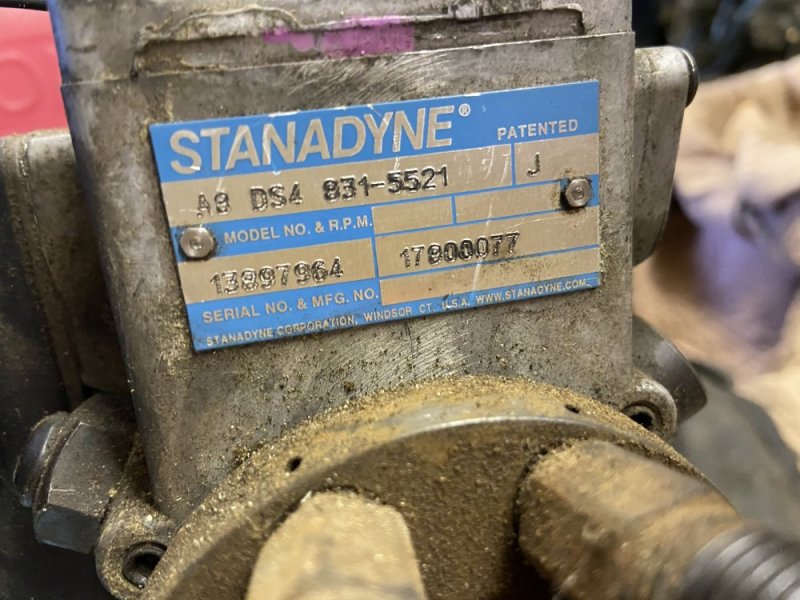 STANADYNE®
PATENTED
A8 DS4 831-5521 J
MODEL NO. & R.P.M.
13897964 17800077
SERIAL NO. & MFG. NO.
STANADYNE CORPORATION, WINDSOR CT. U.S.A. WWW.STANADYNE.COM